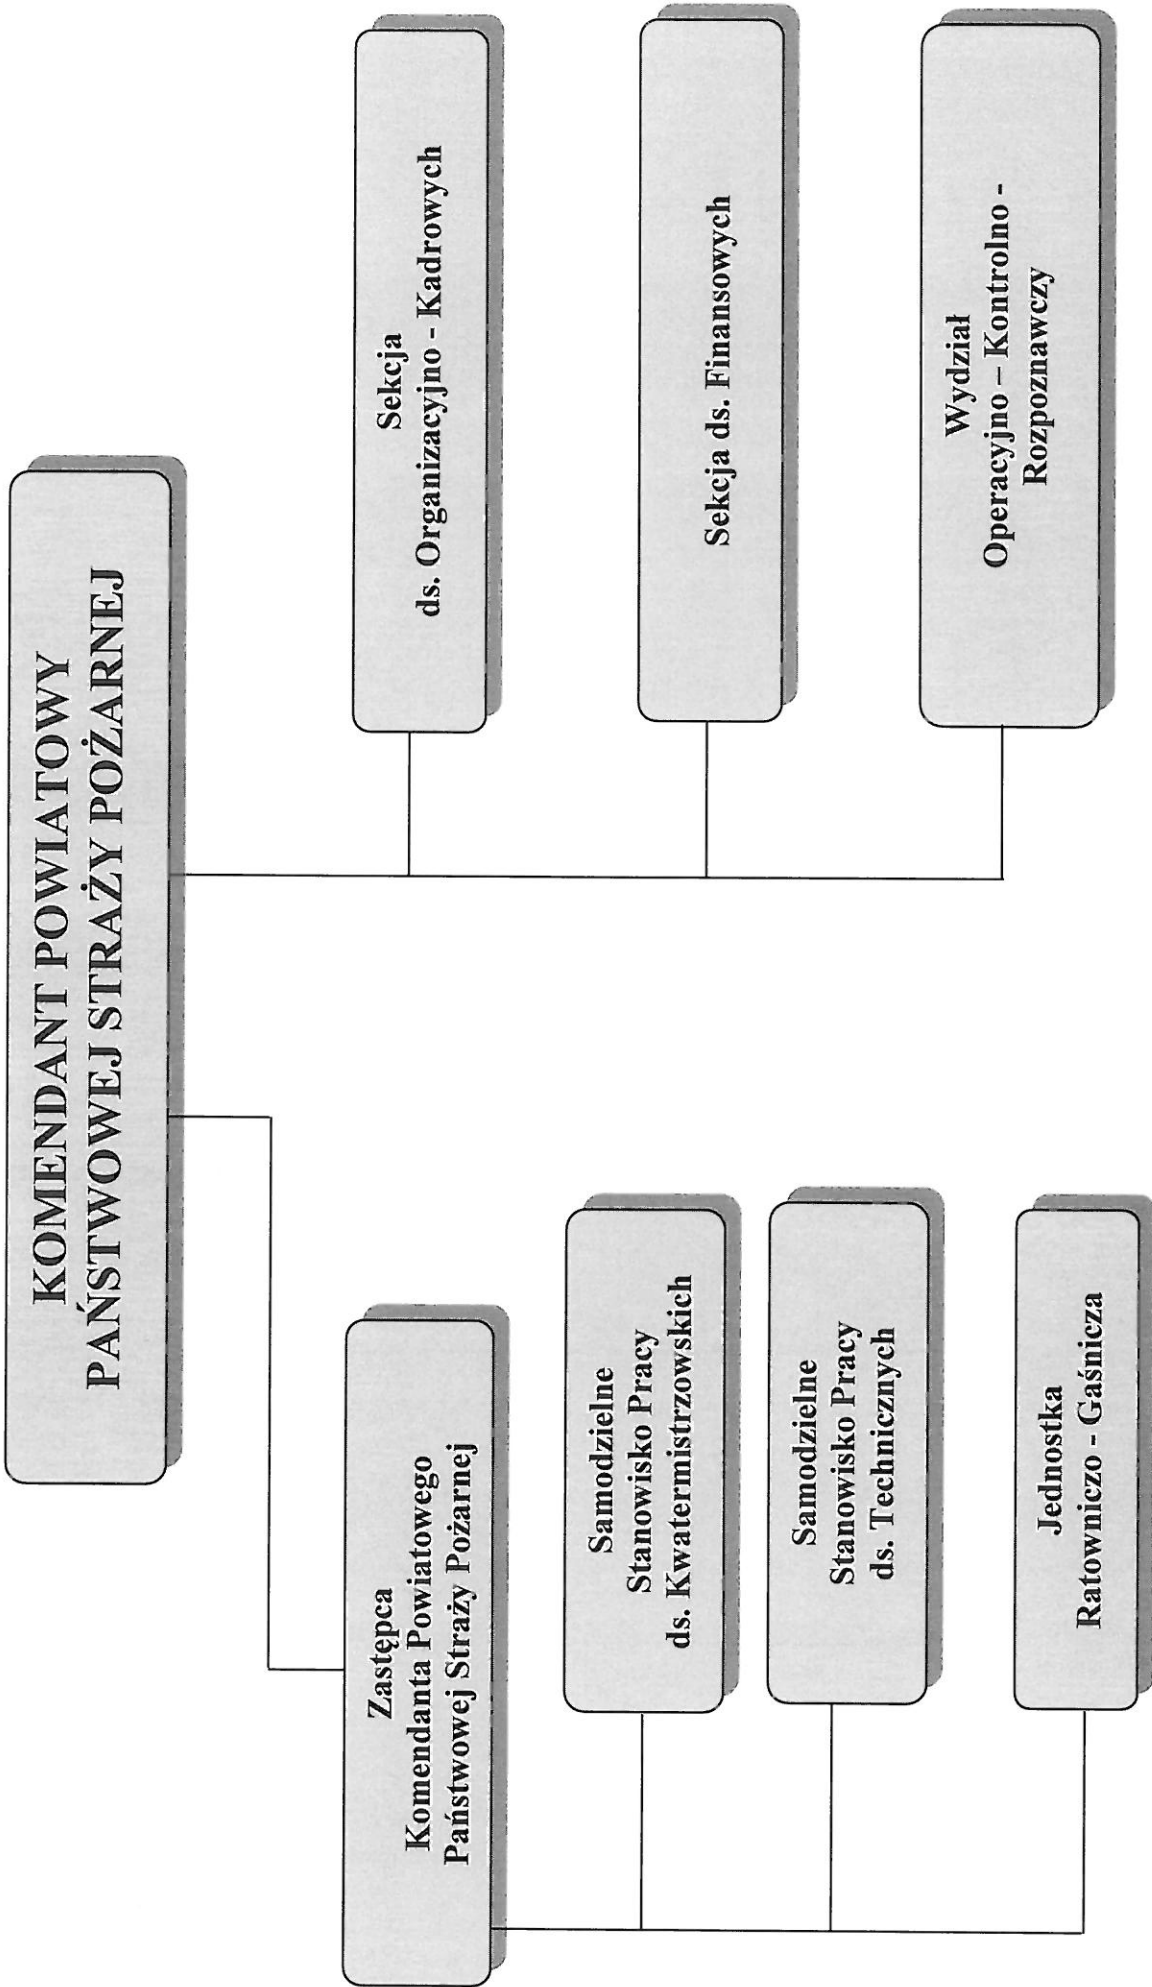 KOMENDANT POWIATOWY
PAŃSTWOWEJ STRAŻY POŻARNEJ
Zastępca
Komendanta Powiatowego
Państwowej Straży Pożarnej
Samodzielne
Stanowisko Pracy
ds. Kwatermistrzowskich
Samodzielne
Stanowisko Pracy
ds. Technicznych
Jednostka
Ratowniczo - Gaśnicza
Sekcja
ds. Organizacyjno - Kadrowych
Sekcja ds. Finansowych
Wydział
Operacyjno – Kontrolno -
Rozpoznawczy